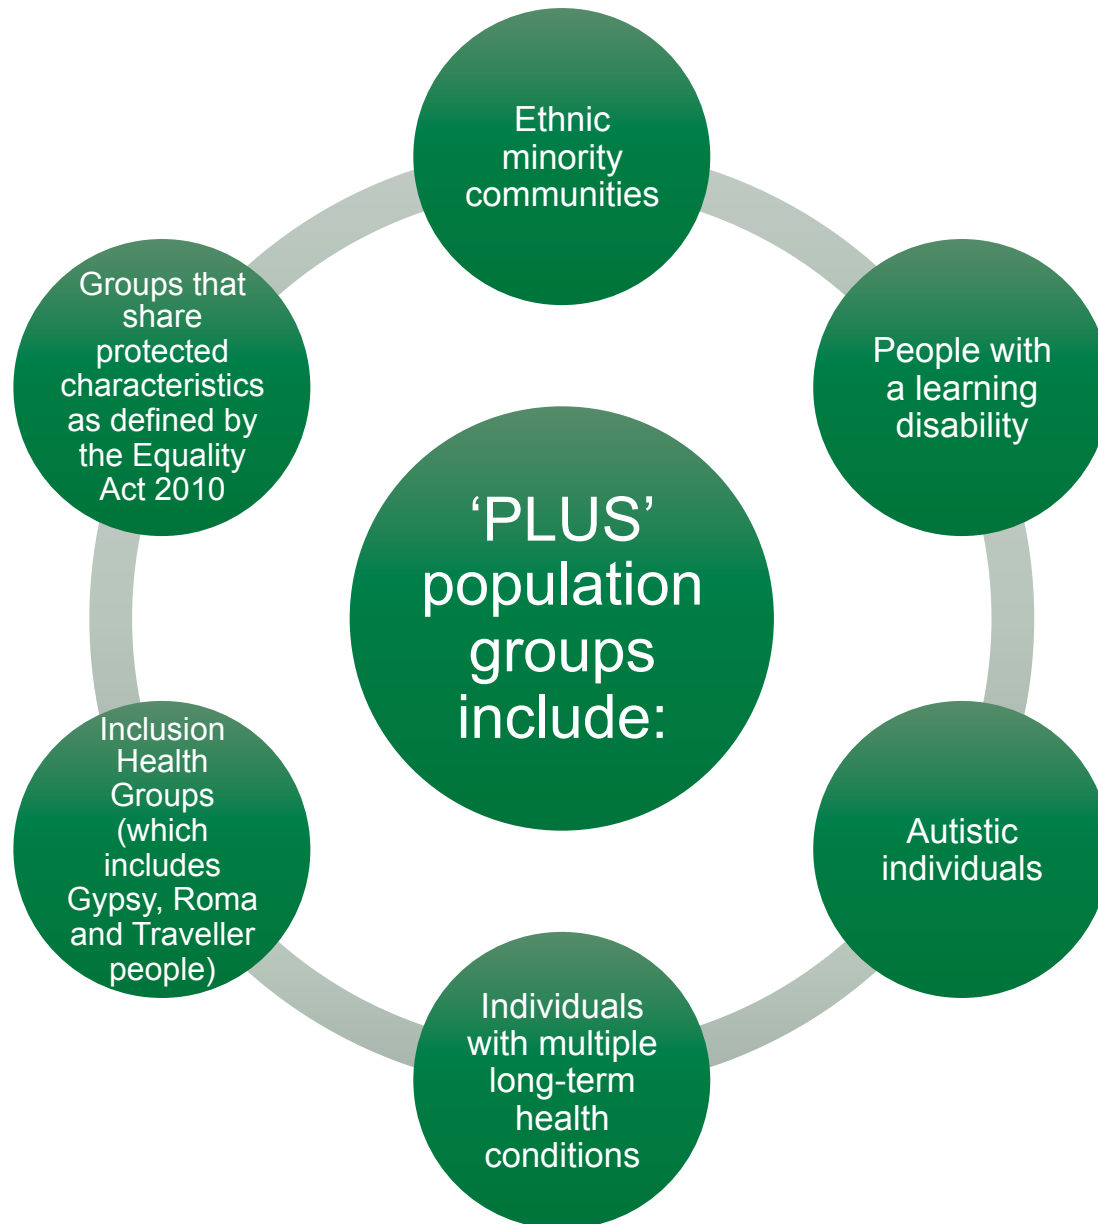 ‘PLUS’
population
groups
include:
Ethnic
minority
communities
People with
a learning
disability
Autistic
individuals
Individuals
with multiple
long-term
health
conditions
Inclusion
Health
Groups
(which
includes
Gypsy, Roma
and Traveller
people)
Groups that
share
protected
characteristics
as defined by
the Equality
Act 2010